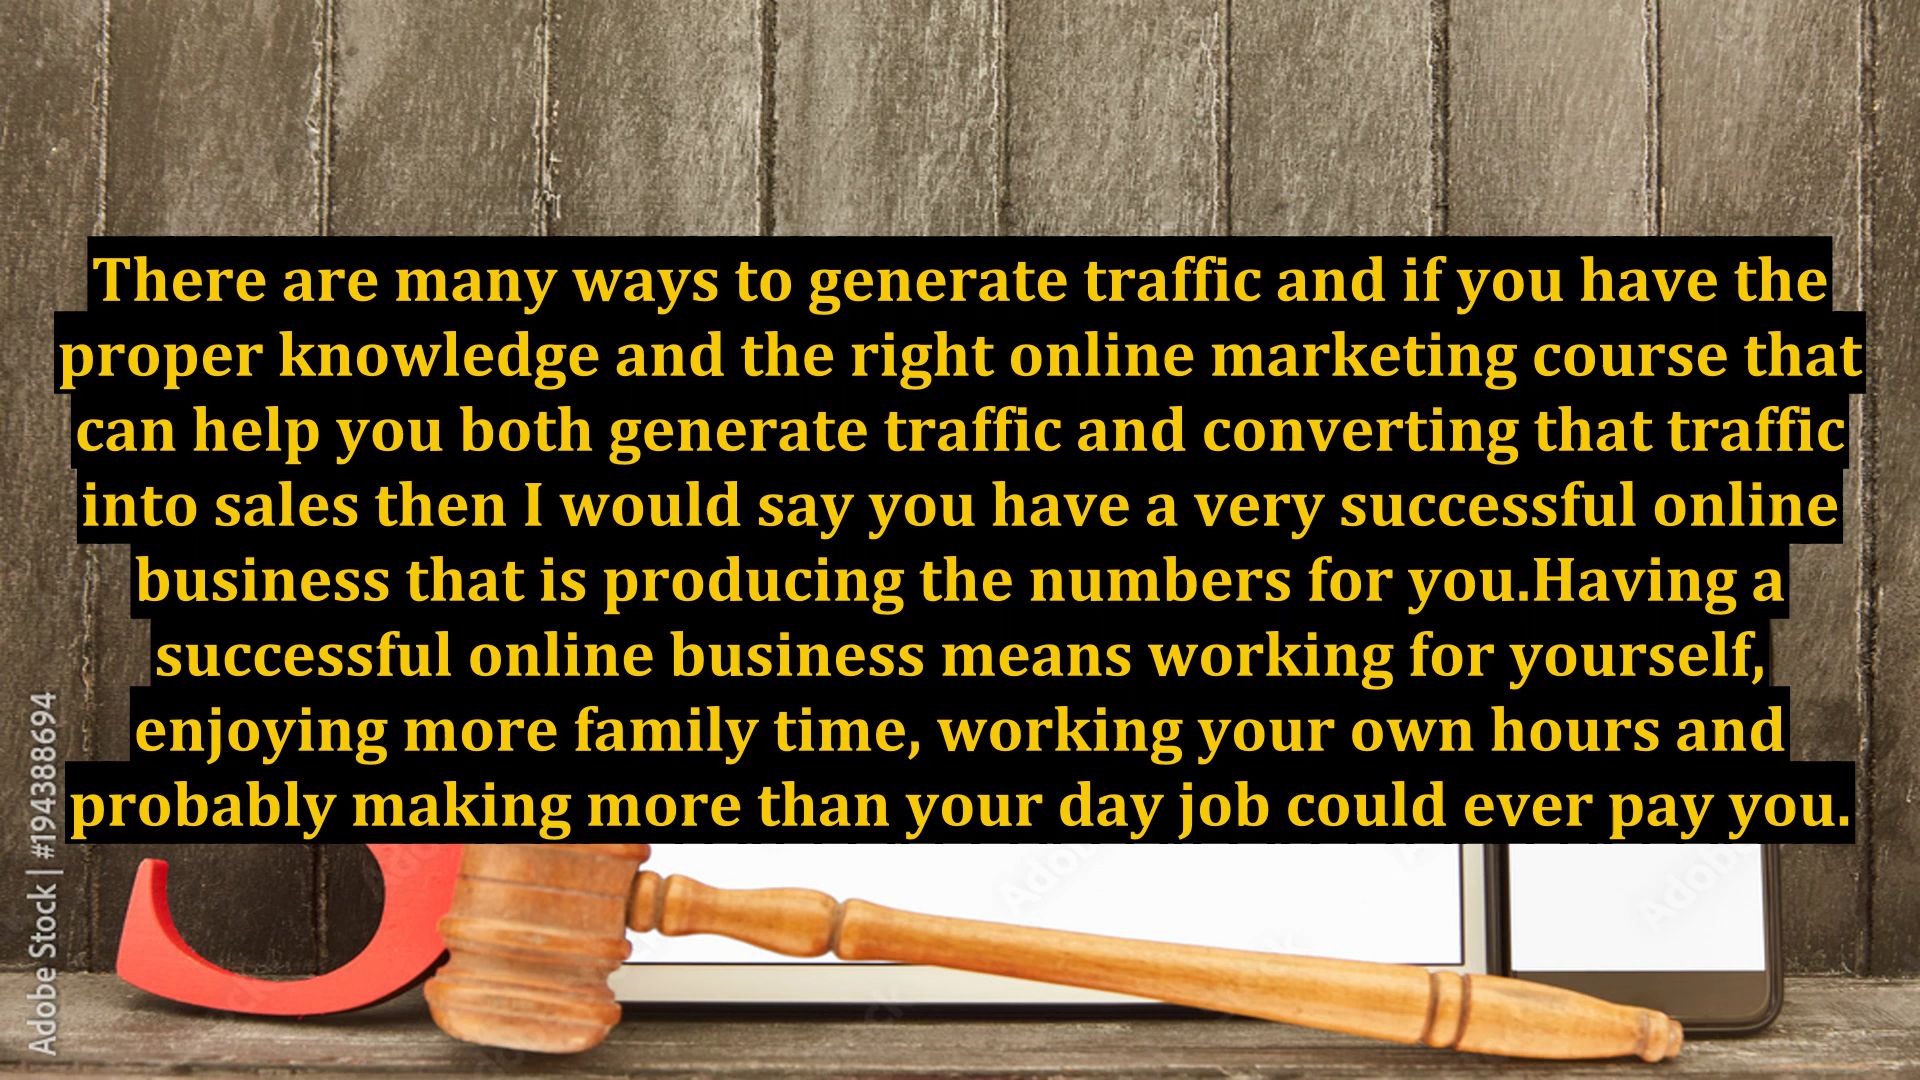 There are many ways to generate traffic and if you have the
proper knowledge and the right online marketing course that
can help you both generate traffic and converting that traffic
into sales then I would say you have a very successful online
business that is producing the numbers for you.Having a
successful online business means working for yourself,
enjoying more family time, working your own hours and
probably making more than your day job could ever pay you.
Adobe Stock | #194388694